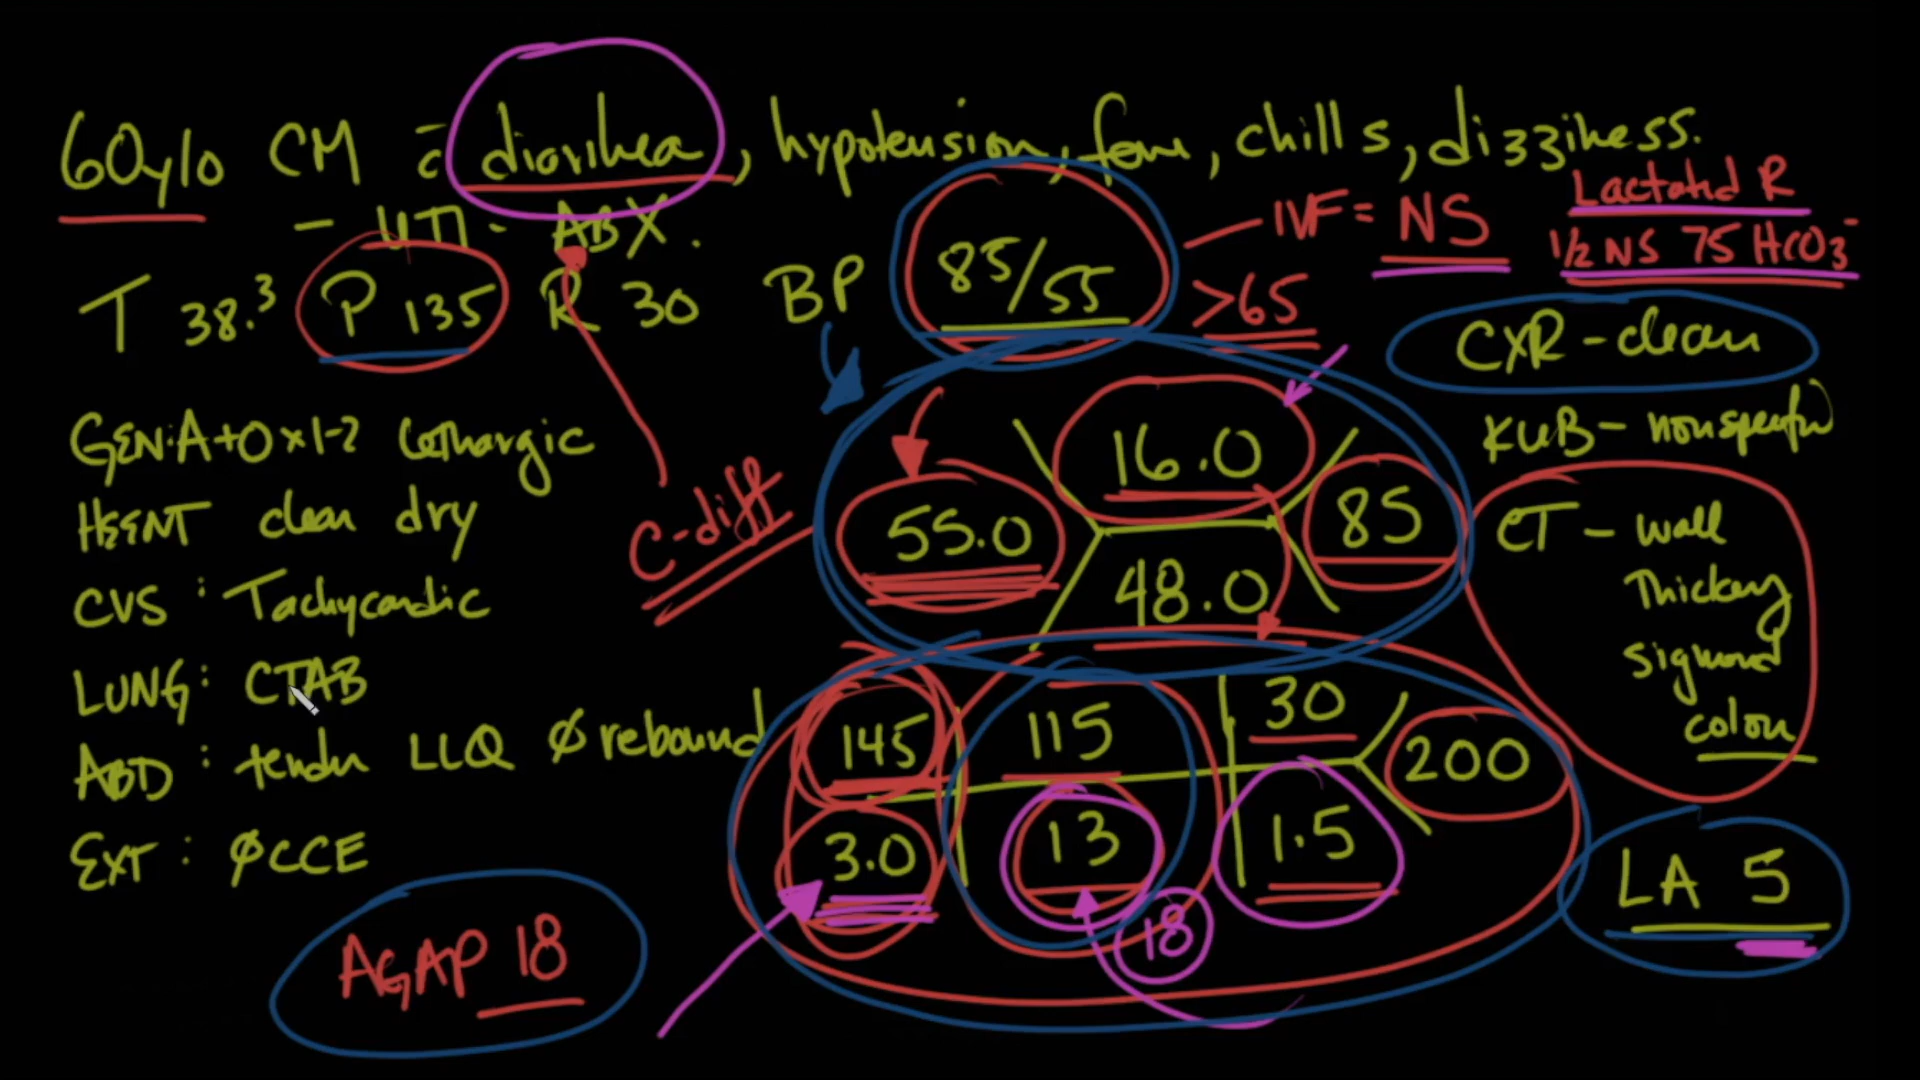 60y/o CM c̄ diarrhea, hypotension, fever, chills, dizziness.
- UTI - ABX.
IVF = NS
Lactated R
1/2 NS 75 HCO3-
T 38.3 P 135 R 30 BP 85/55
>65
CXR - clean
GEN: A+O x 1-2 lethargic
KUB - nonspecific
HEENT clear dry
C-diff
55.0 16.0 85
48.0
CT - wall
Thickening
sigmoid
colon
CVS : Tachycardic
LUNG : CTAB
ABD : tender LLQ Ø rebound
EXT : ØCCE
145 115 30 200
3.0 13 1.5
18
AGAP 18
LA 5